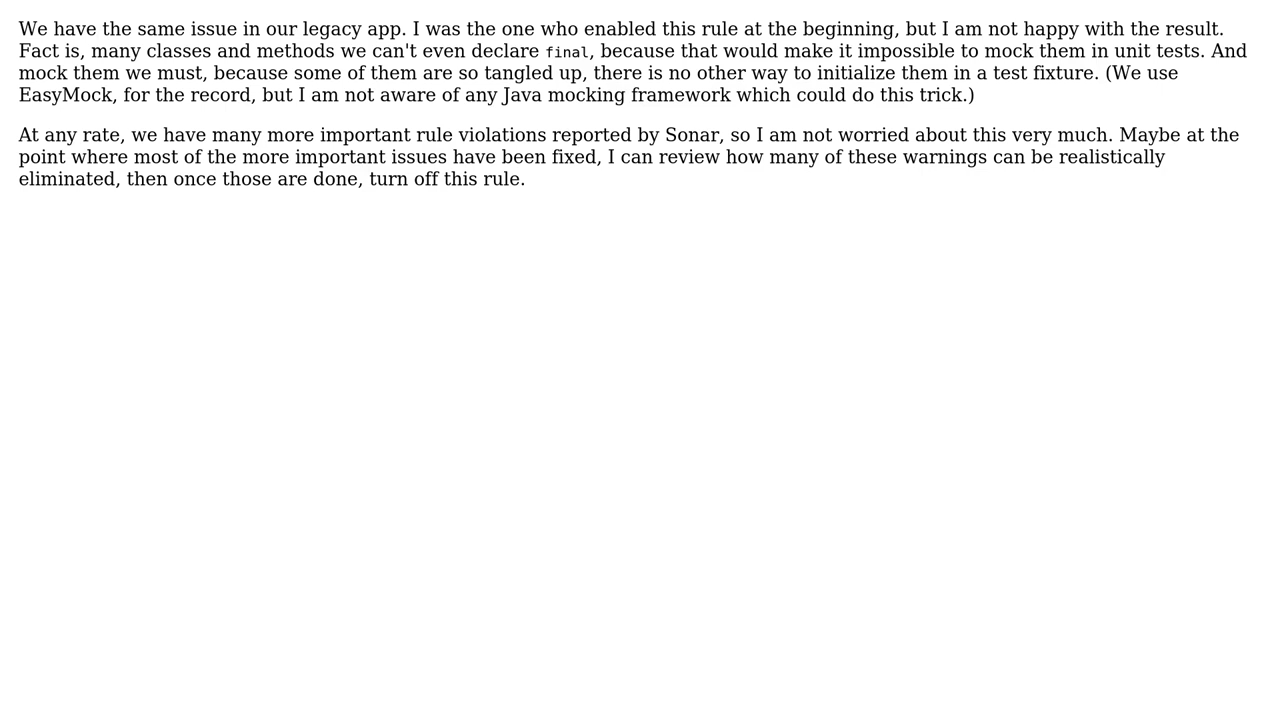 We have the same issue in our legacy app. I was the one who enabled this rule at the beginning, but I am not happy with the result.
Fact is, many classes and methods we can't even declare final, because that would make it impossible to mock them in unit tests. And
mock them we must, because some of them are so tangled up, there is no other way to initialize them in a test fixture. (We use
EasyMock, for the record, but I am not aware of any Java mocking framework which could do this trick.)
At any rate, we have many more important rule violations reported by Sonar, so I am not worried about this very much. Maybe at the
point where most of the more important issues have been fixed, I can review how many of these warnings can be realistically
eliminated, then once those are done, turn off this rule.